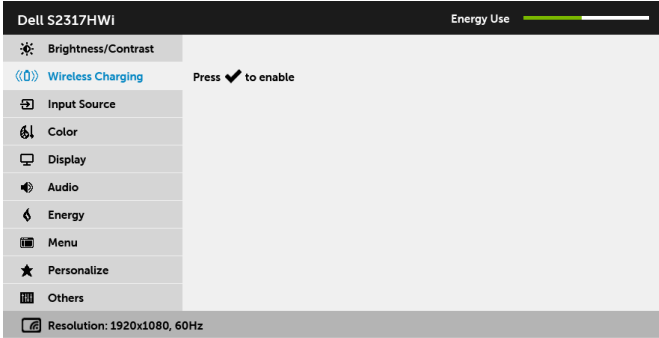 Dell S2317HWi
Energy Use
Brightness/Contrast
Wireless Charging
Press ✔ to enable
Input Source
Color
Display
Audio
Energy
Menu
Personalize
Others
Resolution: 1920x1080, 60Hz